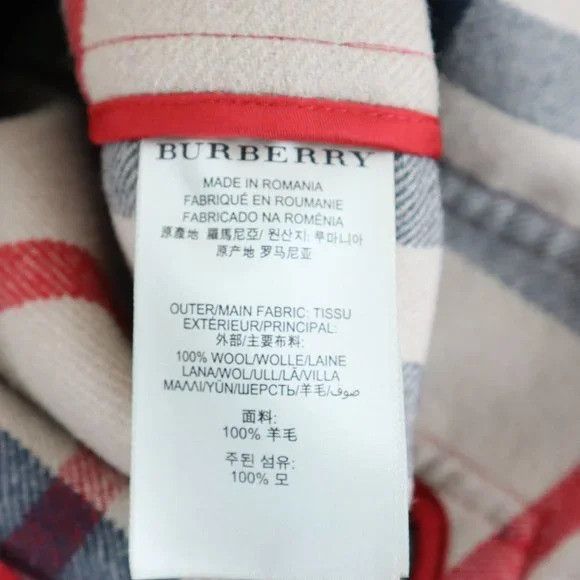 BURBERRY
MADE IN ROMANIA
FABRIQUÉ EN ROUMANIE
FABRICADO NA ROMÉNIA
原產地 羅馬尼亞/ 원산지: 루마니아
原产地 罗马尼亚
OUTER/MAIN FABRIC: TISSU
EXTÉRIEUR/PRINCIPAL:
外部/主要布料:
100% WOOL/WOLLE/LAINE
LANA/WOL/ULL/LÃ/VILLA
ΜΑΛΛΙ/YÜN/ШЕРСТЬ/羊毛/صوف
面料:
100% 羊毛
주된 섬유:
100% 모